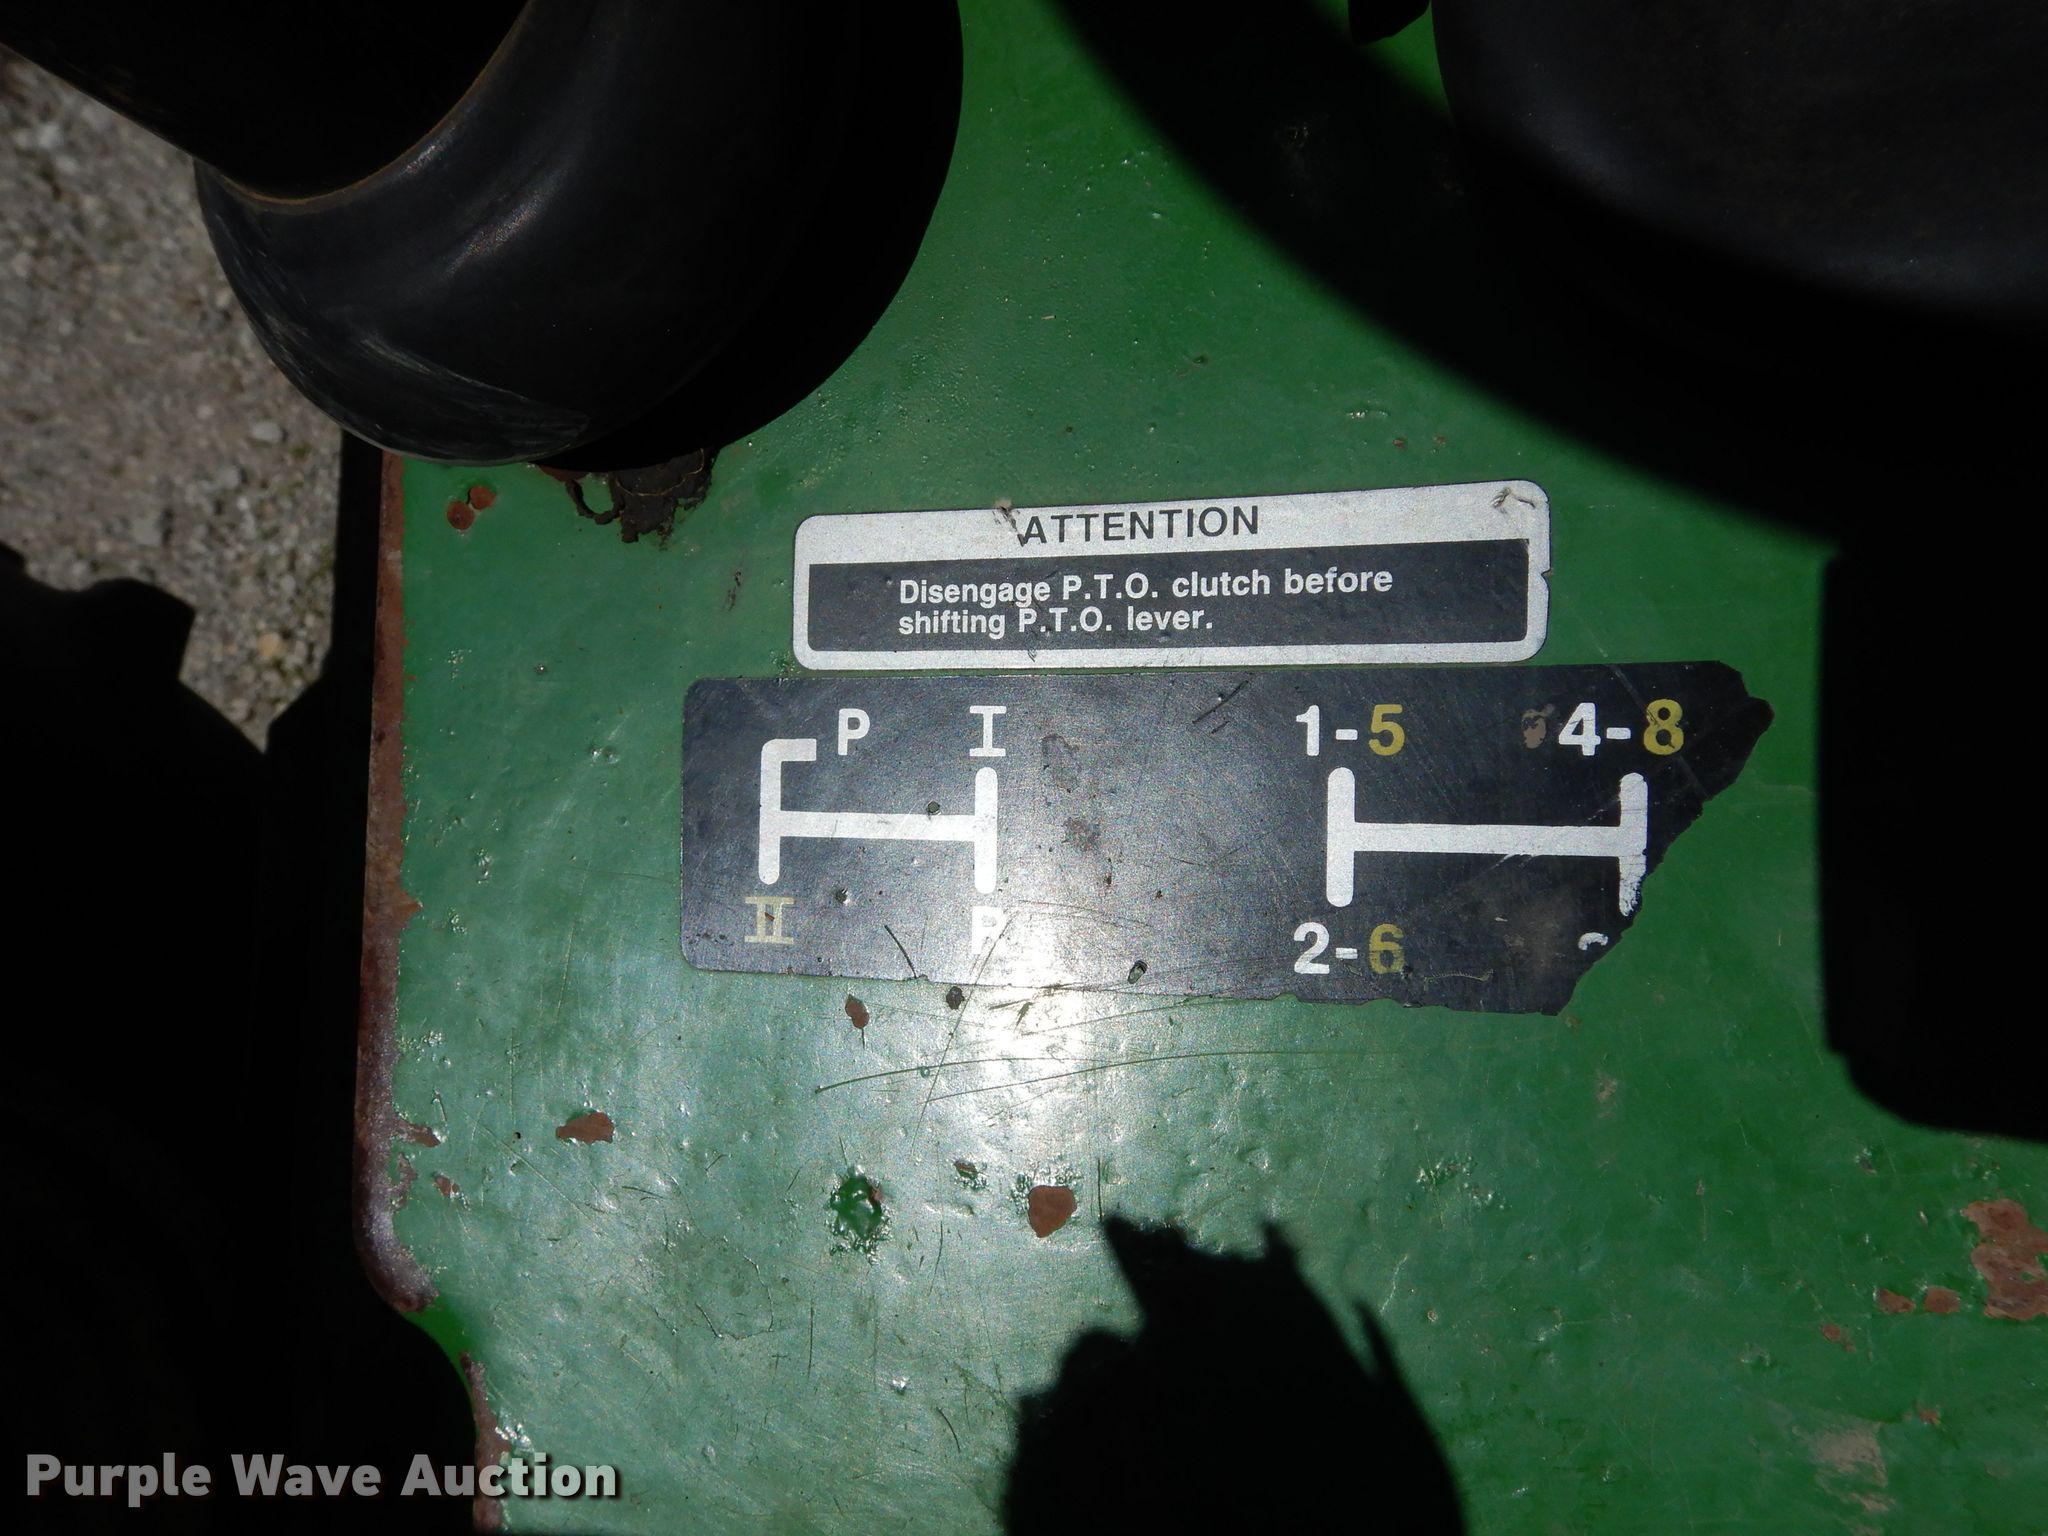 ATTENTION
Disengage P.T.O. clutch before
shifting P.T.O. lever.
P I 1-5 4-8
II 2-6
Purple Wave Auction